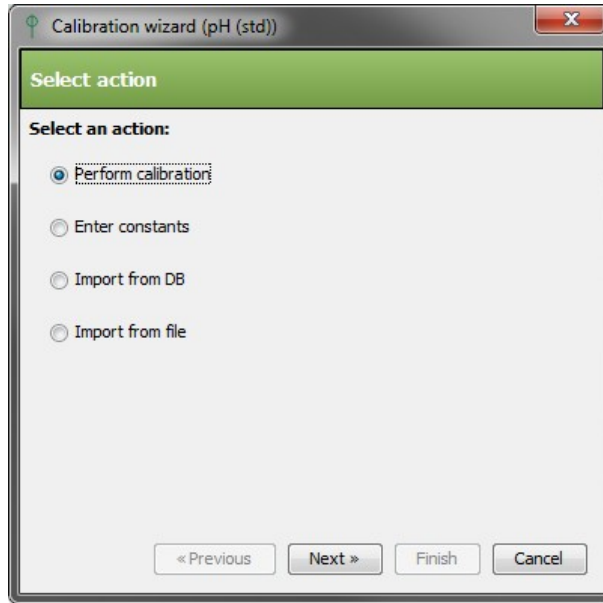 Calibration wizard (pH (std))
Select action
Select an action:
Perform calibration
Enter constants
Import from DB
Import from file
« Previous Next » Finish Cancel